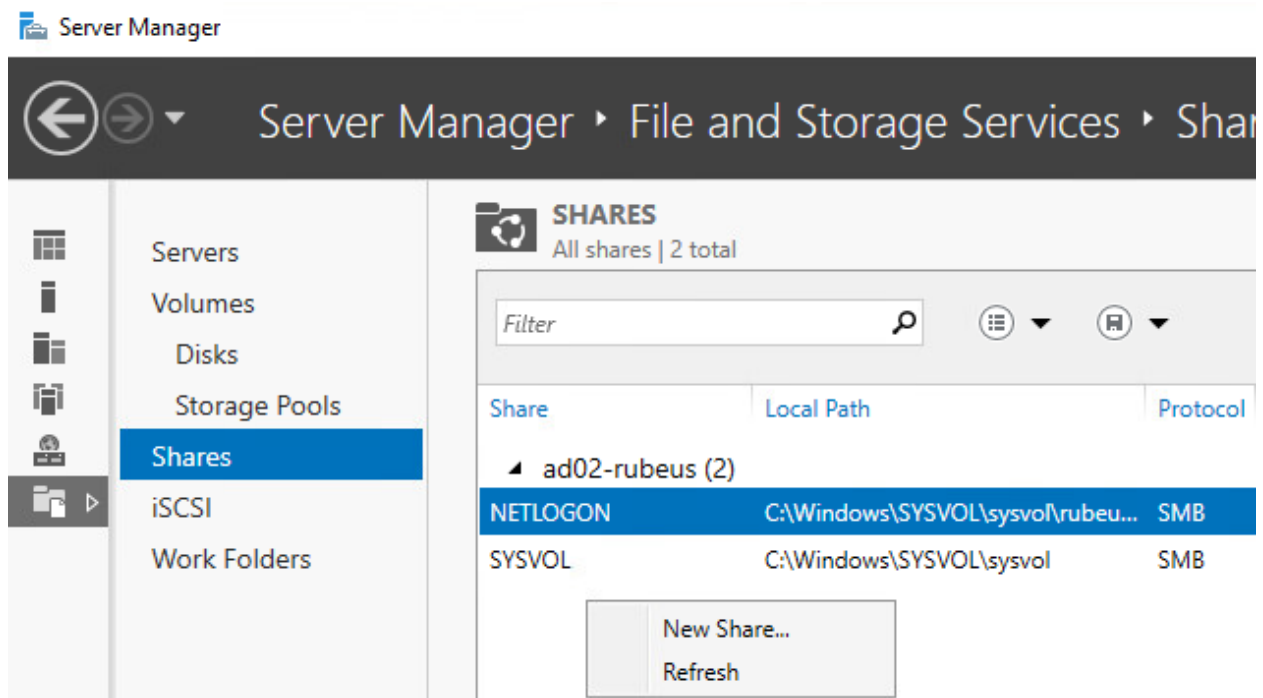 Server Manager
Server Manager ‣ File and Storage Services ‣ Shar
SHARES
All shares | 2 total
Servers
Volumes
Disks
Storage Pools
Shares
iSCSI
Work Folders
Filter
Share Local Path Protocol
ad02-rubeus (2)
NETLOGON C:\Windows\SYSVOL\sysvol\rubeu... SMB
SYSVOL C:\Windows\SYSVOL\sysvol SMB
New Share...
Refresh